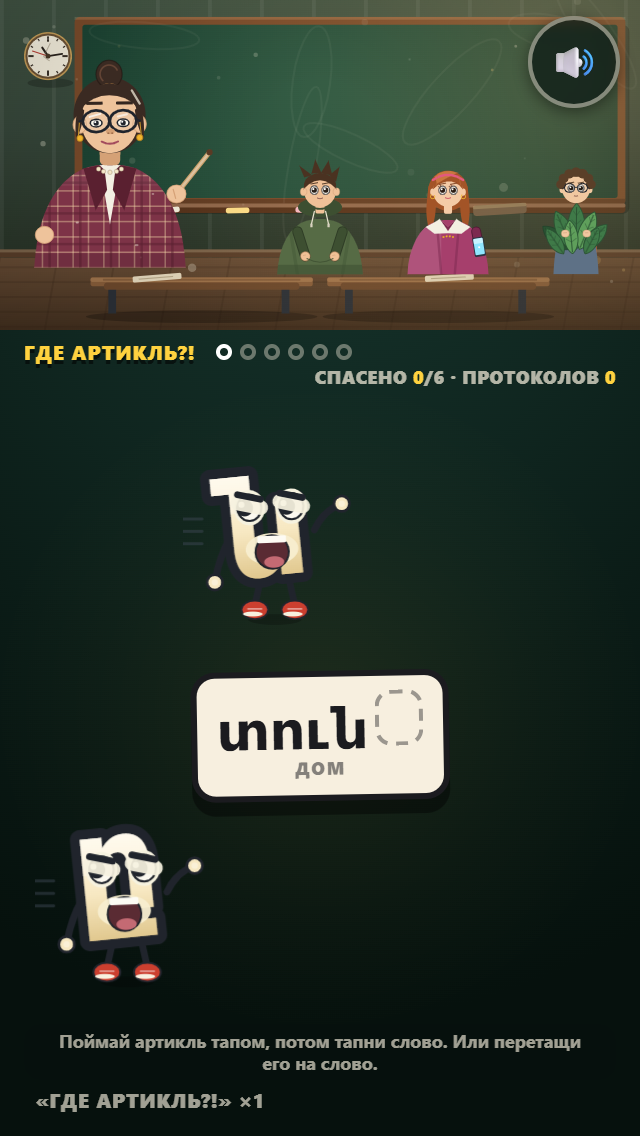 ГДЕ АРТИКЛЬ?!
СПАСЕНО 0/6 · ПРОТОКОЛОВ 0
տուն
дом
Поймай артикль тапом, потом тапни слово. Или перетащи
его на слово.
«ГДЕ АРТИКЛЬ?!» ×1